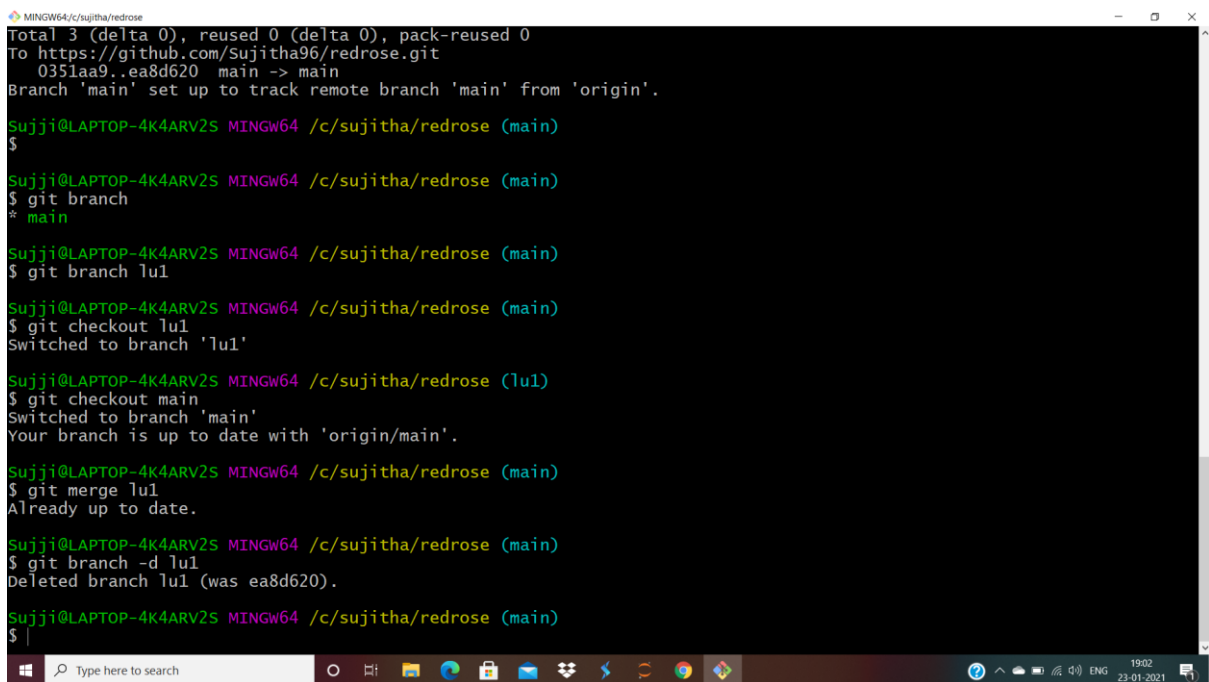 MINGW64:/c/sujitha/redrose
Total 3 (delta 0), reused 0 (delta 0), pack-reused 0
To https://github.com/Sujitha96/redrose.git
   0351aa9..ea8d620  main -> main
Branch 'main' set up to track remote branch 'main' from 'origin'.
Sujji@LAPTOP-4K4ARV2S MINGW64 /c/sujitha/redrose (main)
$
Sujji@LAPTOP-4K4ARV2S MINGW64 /c/sujitha/redrose (main)
$ git branch
* main
Sujji@LAPTOP-4K4ARV2S MINGW64 /c/sujitha/redrose (main)
$ git branch lu1
Sujji@LAPTOP-4K4ARV2S MINGW64 /c/sujitha/redrose (main)
$ git checkout lu1
Switched to branch 'lu1'
Sujji@LAPTOP-4K4ARV2S MINGW64 /c/sujitha/redrose (lu1)
$ git checkout main
Switched to branch 'main'
Your branch is up to date with 'origin/main'.
Sujji@LAPTOP-4K4ARV2S MINGW64 /c/sujitha/redrose (main)
$ git merge lu1
Already up to date.
Sujji@LAPTOP-4K4ARV2S MINGW64 /c/sujitha/redrose (main)
$ git branch -d lu1
Deleted branch lu1 (was ea8d620).
Sujji@LAPTOP-4K4ARV2S MINGW64 /c/sujitha/redrose (main)
$
Type here to search
ENG
19:02
23-01-2021